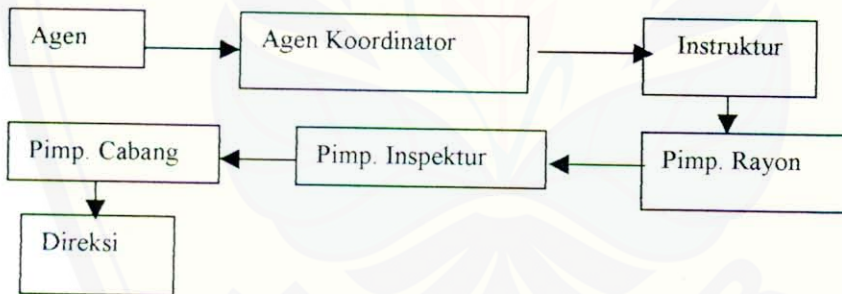 Agen
Agen Koordinator
Instruktur
Pimp. Rayon
Pimp. Inspektur
Pimp. Cabang
Direksi